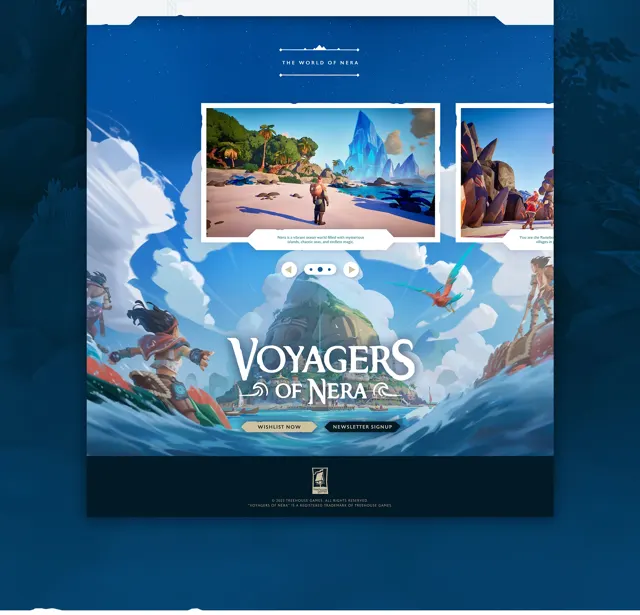 THE WORLD OF NERA
Nera is a vibrant ocean world filled with mysterious
islands, chaotic seas, and endless magic.
You are the
villages in
VOYAGERS
OF NERA
WISHLIST NOW
NEWSLETTER SIGNUP
© 2023 TREEHOUSE GAMES. ALL RIGHTS RESERVED.
"VOYAGERS OF NERA" IS A REGISTERED TRADEMARK OF TREEHOUSE GAMES.